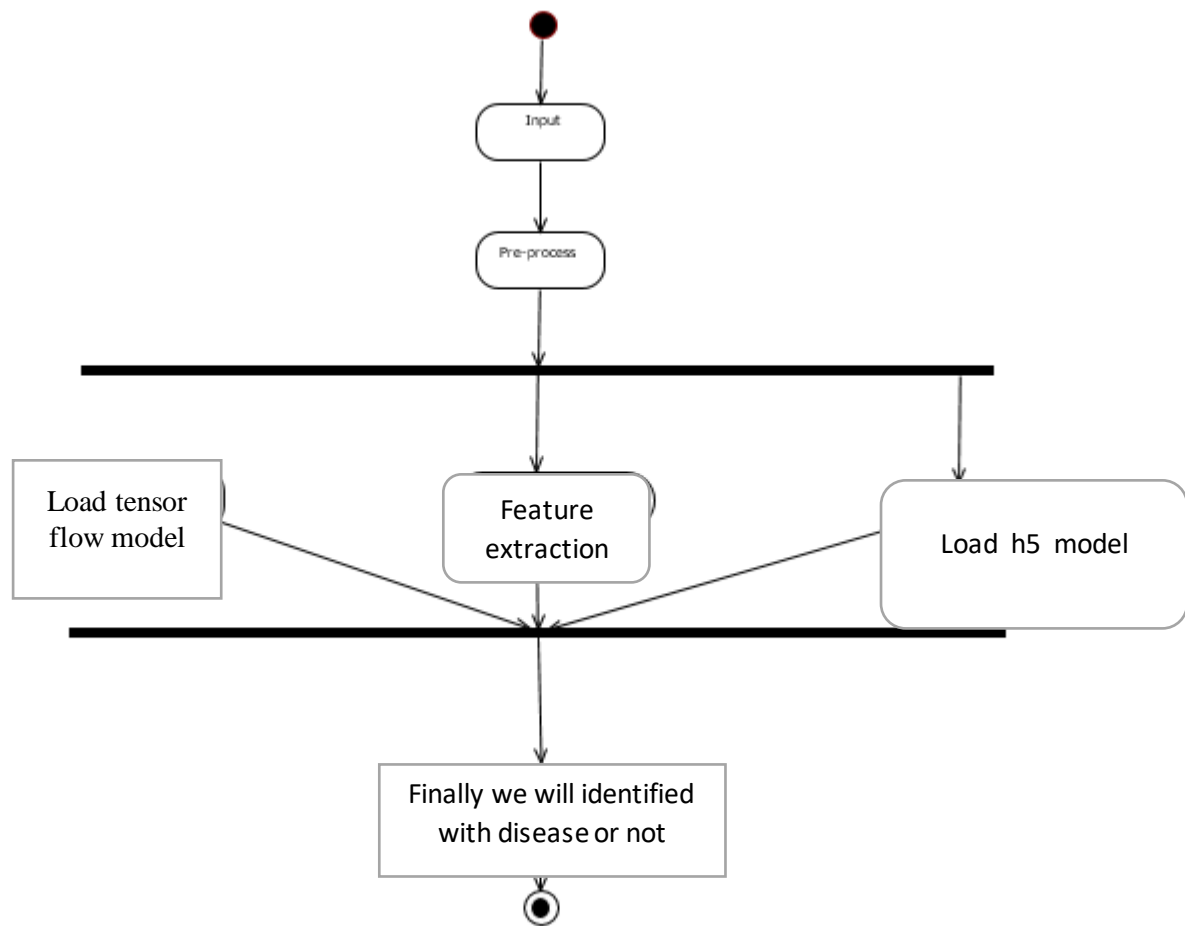 Input
Pre-process
Load tensor
flow model
Feature
extraction
Load h5 model
Finally we will identified
with disease or not